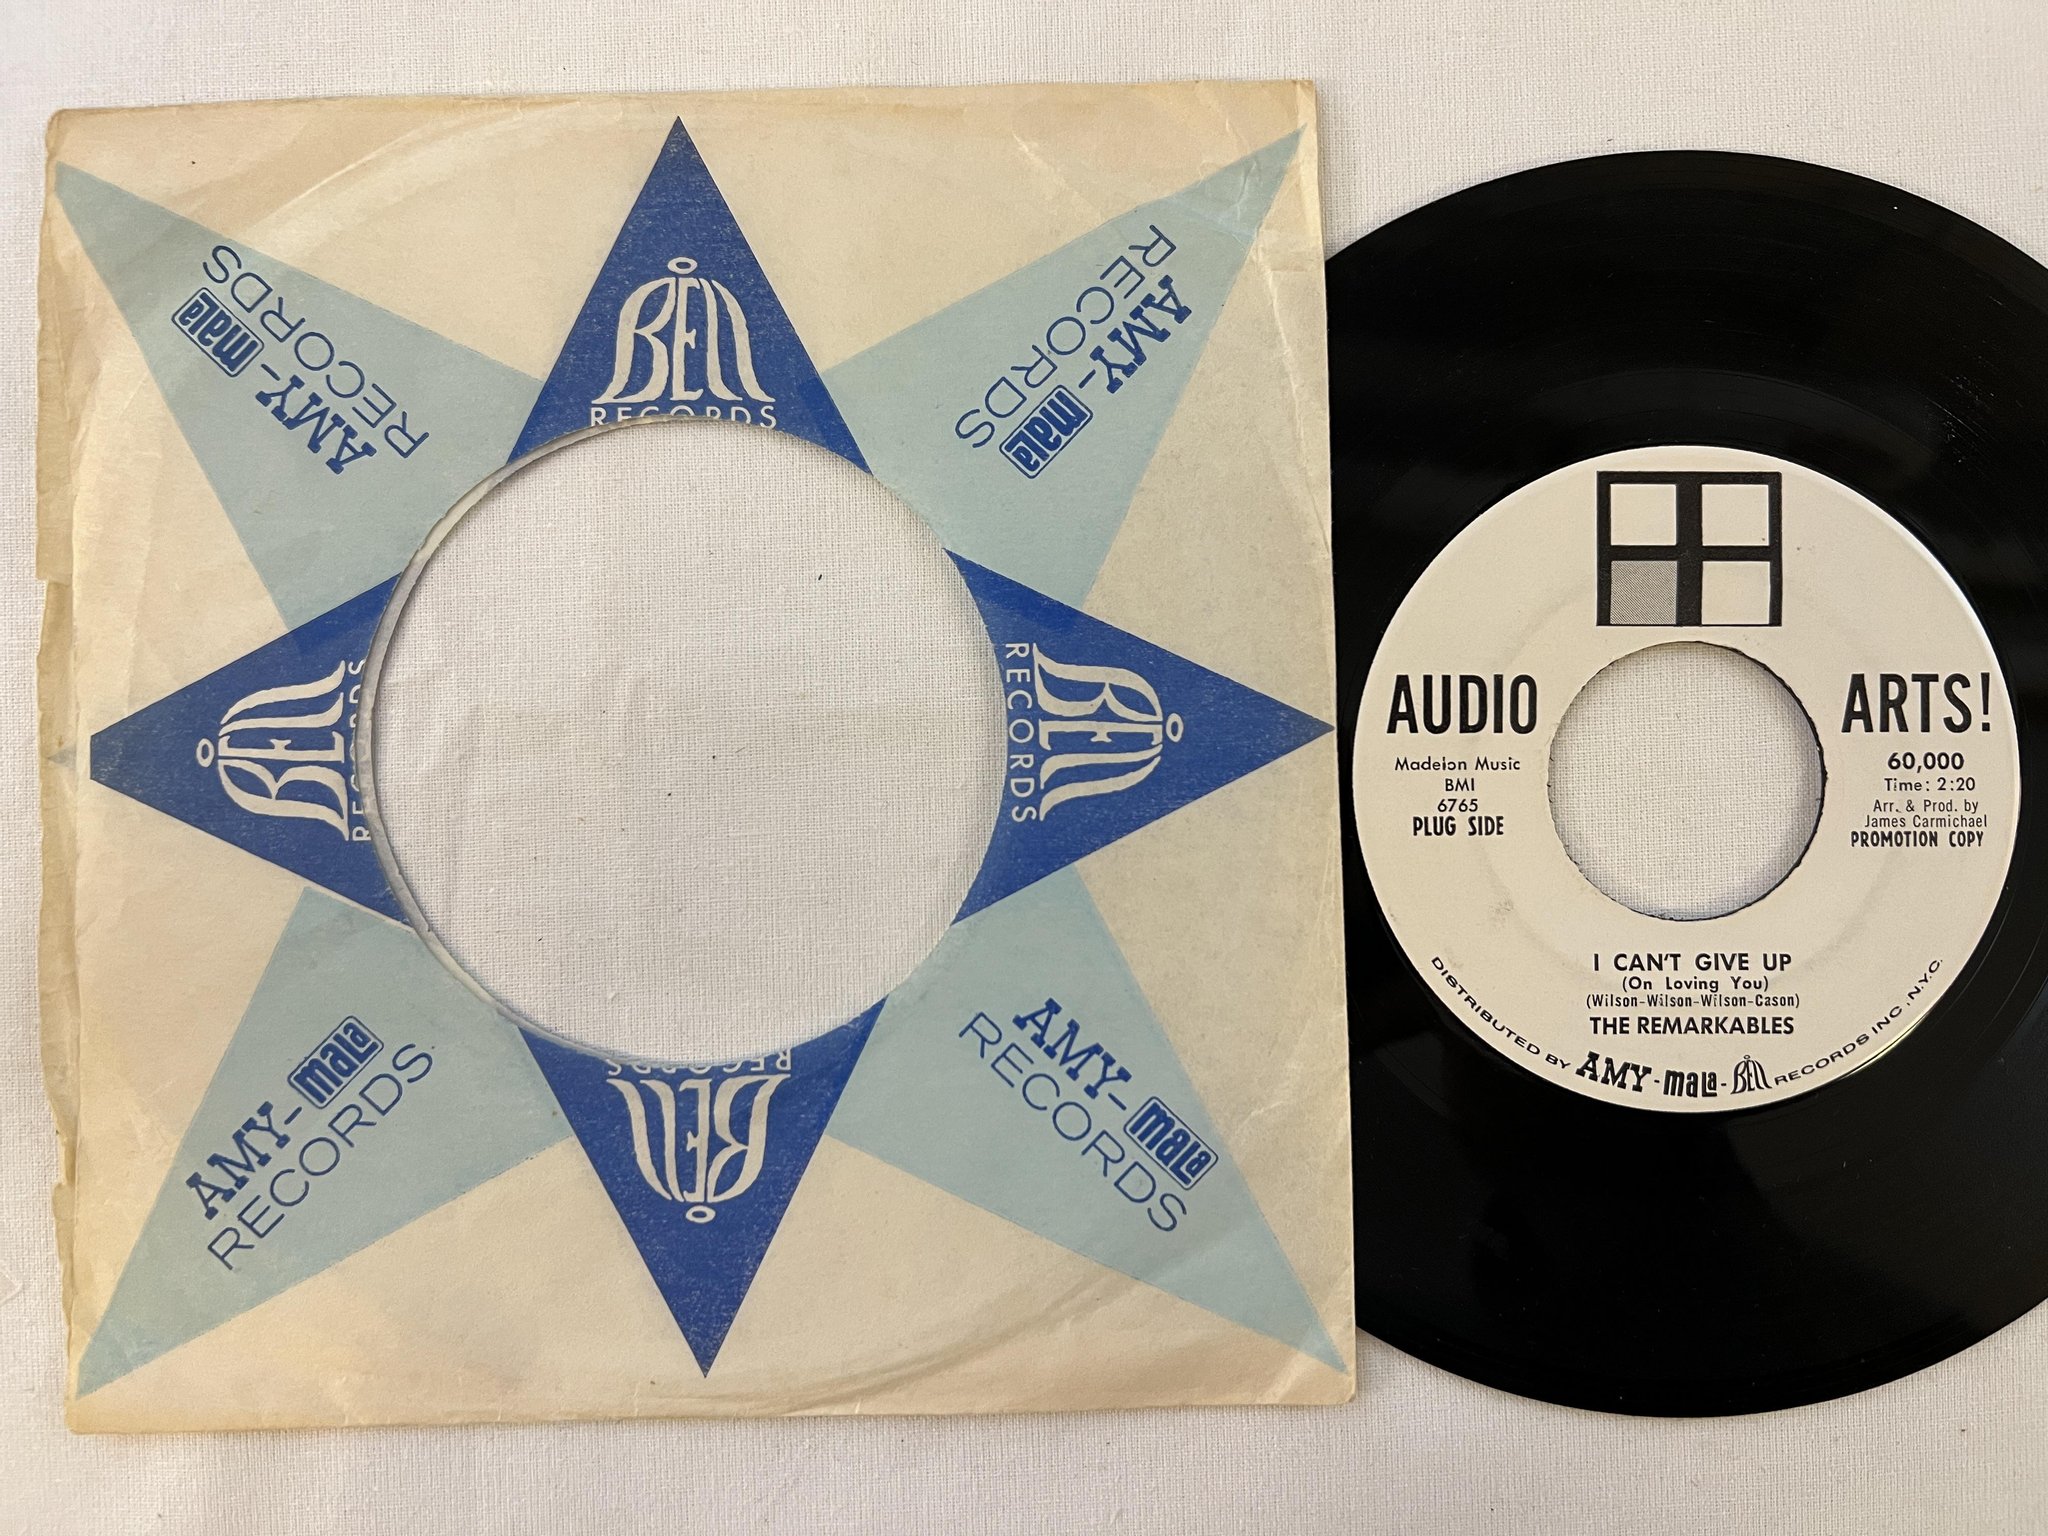 BELL
RECORDS
AMY-mala
RECORDS
AMY-mala
RECORDS
BELL
RECORDS
BELL
RECORDS
AMY-mala
RECORDS
AMY-mala
RECORDS
BELL
RECORDS
AUDIO ARTS!
Madelon Music
BMI
6765
PLUG SIDE
60,000
Time: 2:20
Arr. & Prod. by
James Carmichael
PROMOTION COPY
I CAN'T GIVE UP
(On Loving You)
(Wilson-Wilson-Wilson-Cason)
THE REMARKABLES
DISTRIBUTED BY AMY-mala-BELL RECORDS INC., N.Y.C.